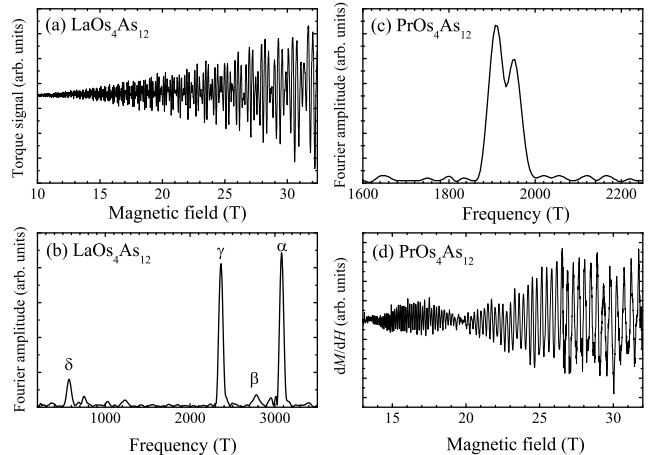 (a) LaOs₄As₁₂
Torque signal (arb. units)
10 15 20 25 30
Magnetic field (T)
(c) PrOs₄As₁₂
Fourier amplitude (arb. units)
1600 1800 2000 2200
Frequency (T)
(b) LaOs₄As₁₂
γ
α
δ
β
Fourier amplitude (arb. units)
1000 2000 3000
Frequency (T)
(d) PrOs₄As₁₂
dM/dH (arb. units)
15 20 25 30
Magnetic field (T)